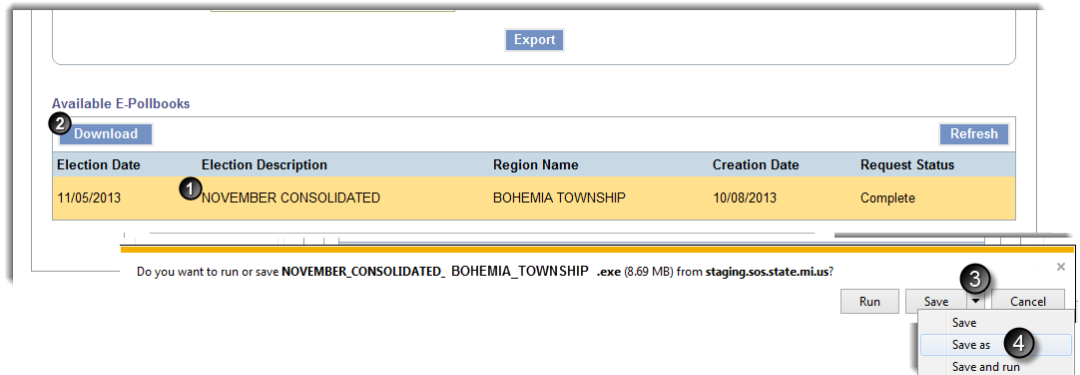 Export
Available E-Pollbooks
2 Download Refresh
Election Date Election Description Region Name Creation Date Request Status
11/05/2013 1 NOVEMBER CONSOLIDATED BOHEMIA TOWNSHIP 10/08/2013 Complete
Do you want to run or save NOVEMBER_CONSOLIDATED_ BOHEMIA_TOWNSHIP .exe (8.69 MB) from staging.sos.state.mi.us? ×
3
Run Save Cancel
Save
Save as 4
Save and run